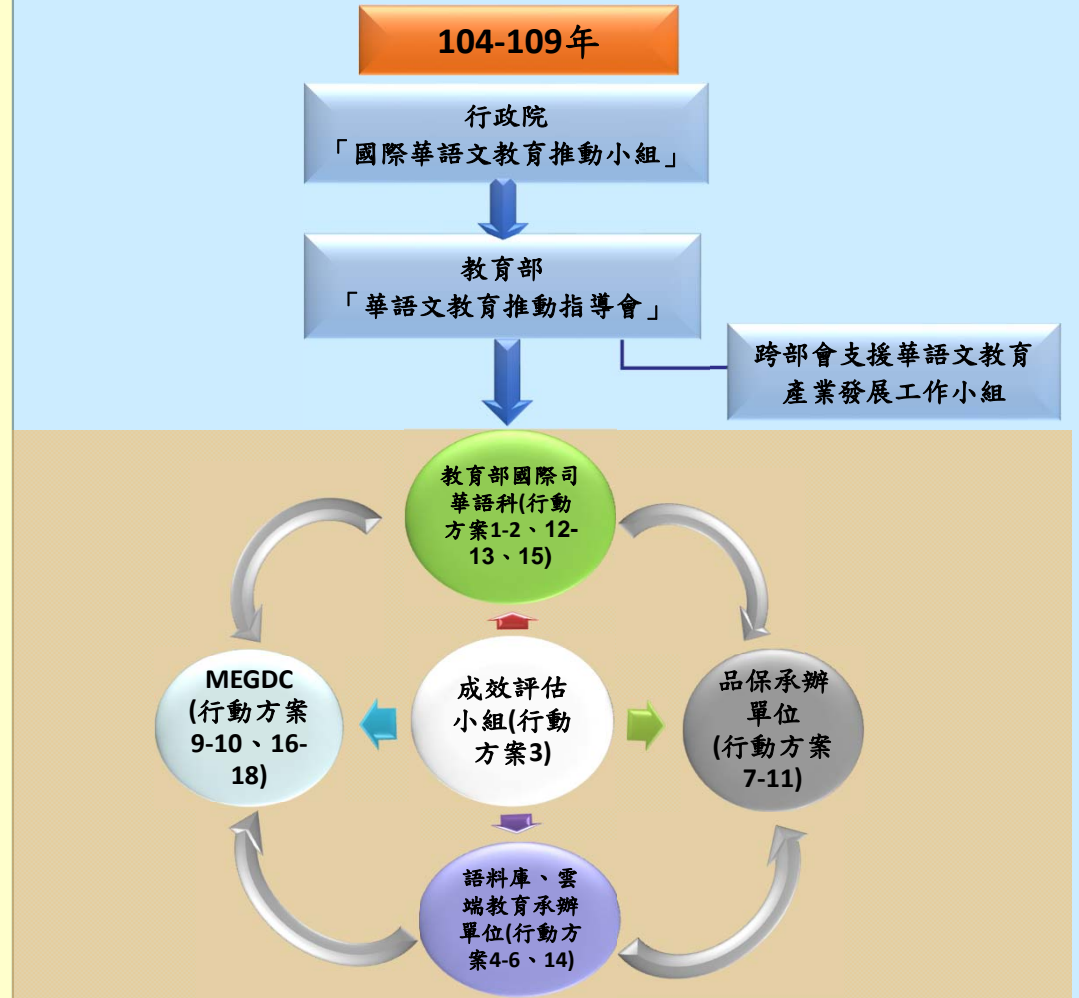 104-109年
行政院
「國際華語文教育推動小組」
教育部
「華語文教育推動指導會」
跨部會支援華語文教育
產業發展工作小組
教育部國際司
華語科(行動
方案1-2、12-
13、15)
MEGDC
(行動方案
9-10、16-
18)
成效評估
小組(行動
方案3)
品保承辦
單位
(行動方案
7-11)
語料庫、雲
端教育承辦
單位(行動方
案4-6、14)